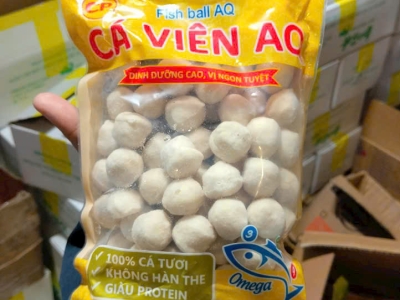 Fish ball AQ
CÁ VIÊN AQ
DINH DƯỠNG CAO, VỊ NGON TUYỆT
100% CÁ TƯƠI
KHÔNG HÀN THE
GIÀU PROTEIN
Omega